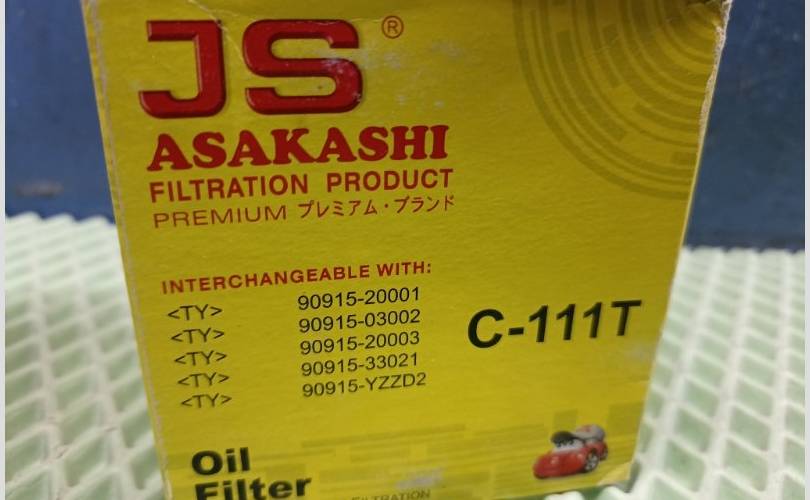 JS®
ASAKASHI
FILTRATION PRODUCT
PREMIUM プレミアム・ブランド
INTERCHANGEABLE WITH:
<TY> 90915-20001
<TY> 90915-03002
<TY> 90915-20003
<TY> 90915-33021
<TY> 90915-YZZD2
C-111T
Oil
Filter
FILTRATION